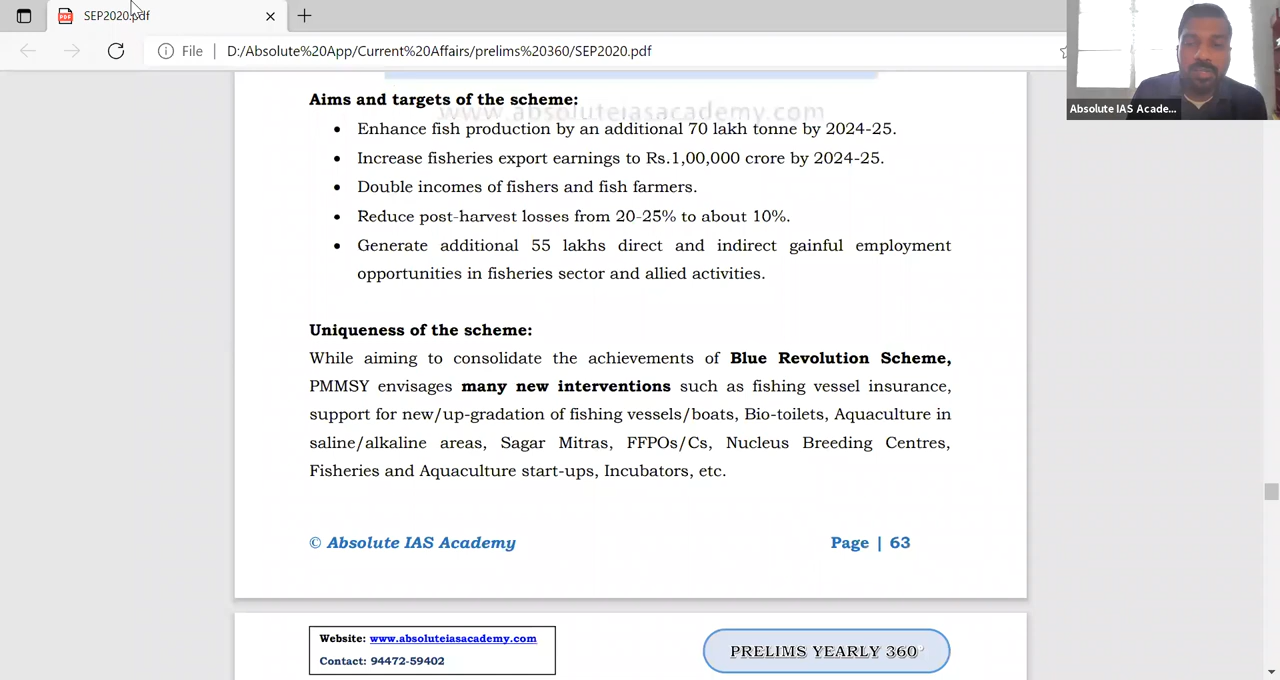 SEP2020.pdf
File
D:/Absolute%20App/Current%20Affairs/prelims%20360/SEP2020.pdf
Absolute IAS Acade...
www.absoluteiasacademy.com
Aims and targets of the scheme:
• Enhance fish production by an additional 70 lakh tonne by 2024-25.
• Increase fisheries export earnings to Rs.1,00,000 crore by 2024-25.
• Double incomes of fishers and fish farmers.
• Reduce post-harvest losses from 20-25% to about 10%.
• Generate additional 55 lakhs direct and indirect gainful employment
opportunities in fisheries sector and allied activities.
Uniqueness of the scheme:
While aiming to consolidate the achievements of Blue Revolution Scheme,
PMMSY envisages many new interventions such as fishing vessel insurance,
support for new/up-gradation of fishing vessels/boats, Bio-toilets, Aquaculture in
saline/alkaline areas, Sagar Mitras, FFPOs/Cs, Nucleus Breeding Centres,
Fisheries and Aquaculture start-ups, Incubators, etc.
© Absolute IAS Academy
Page | 63
Website: www.absoluteiasacademy.com
Contact: 94472-59402
PRELIMS YEARLY 360°